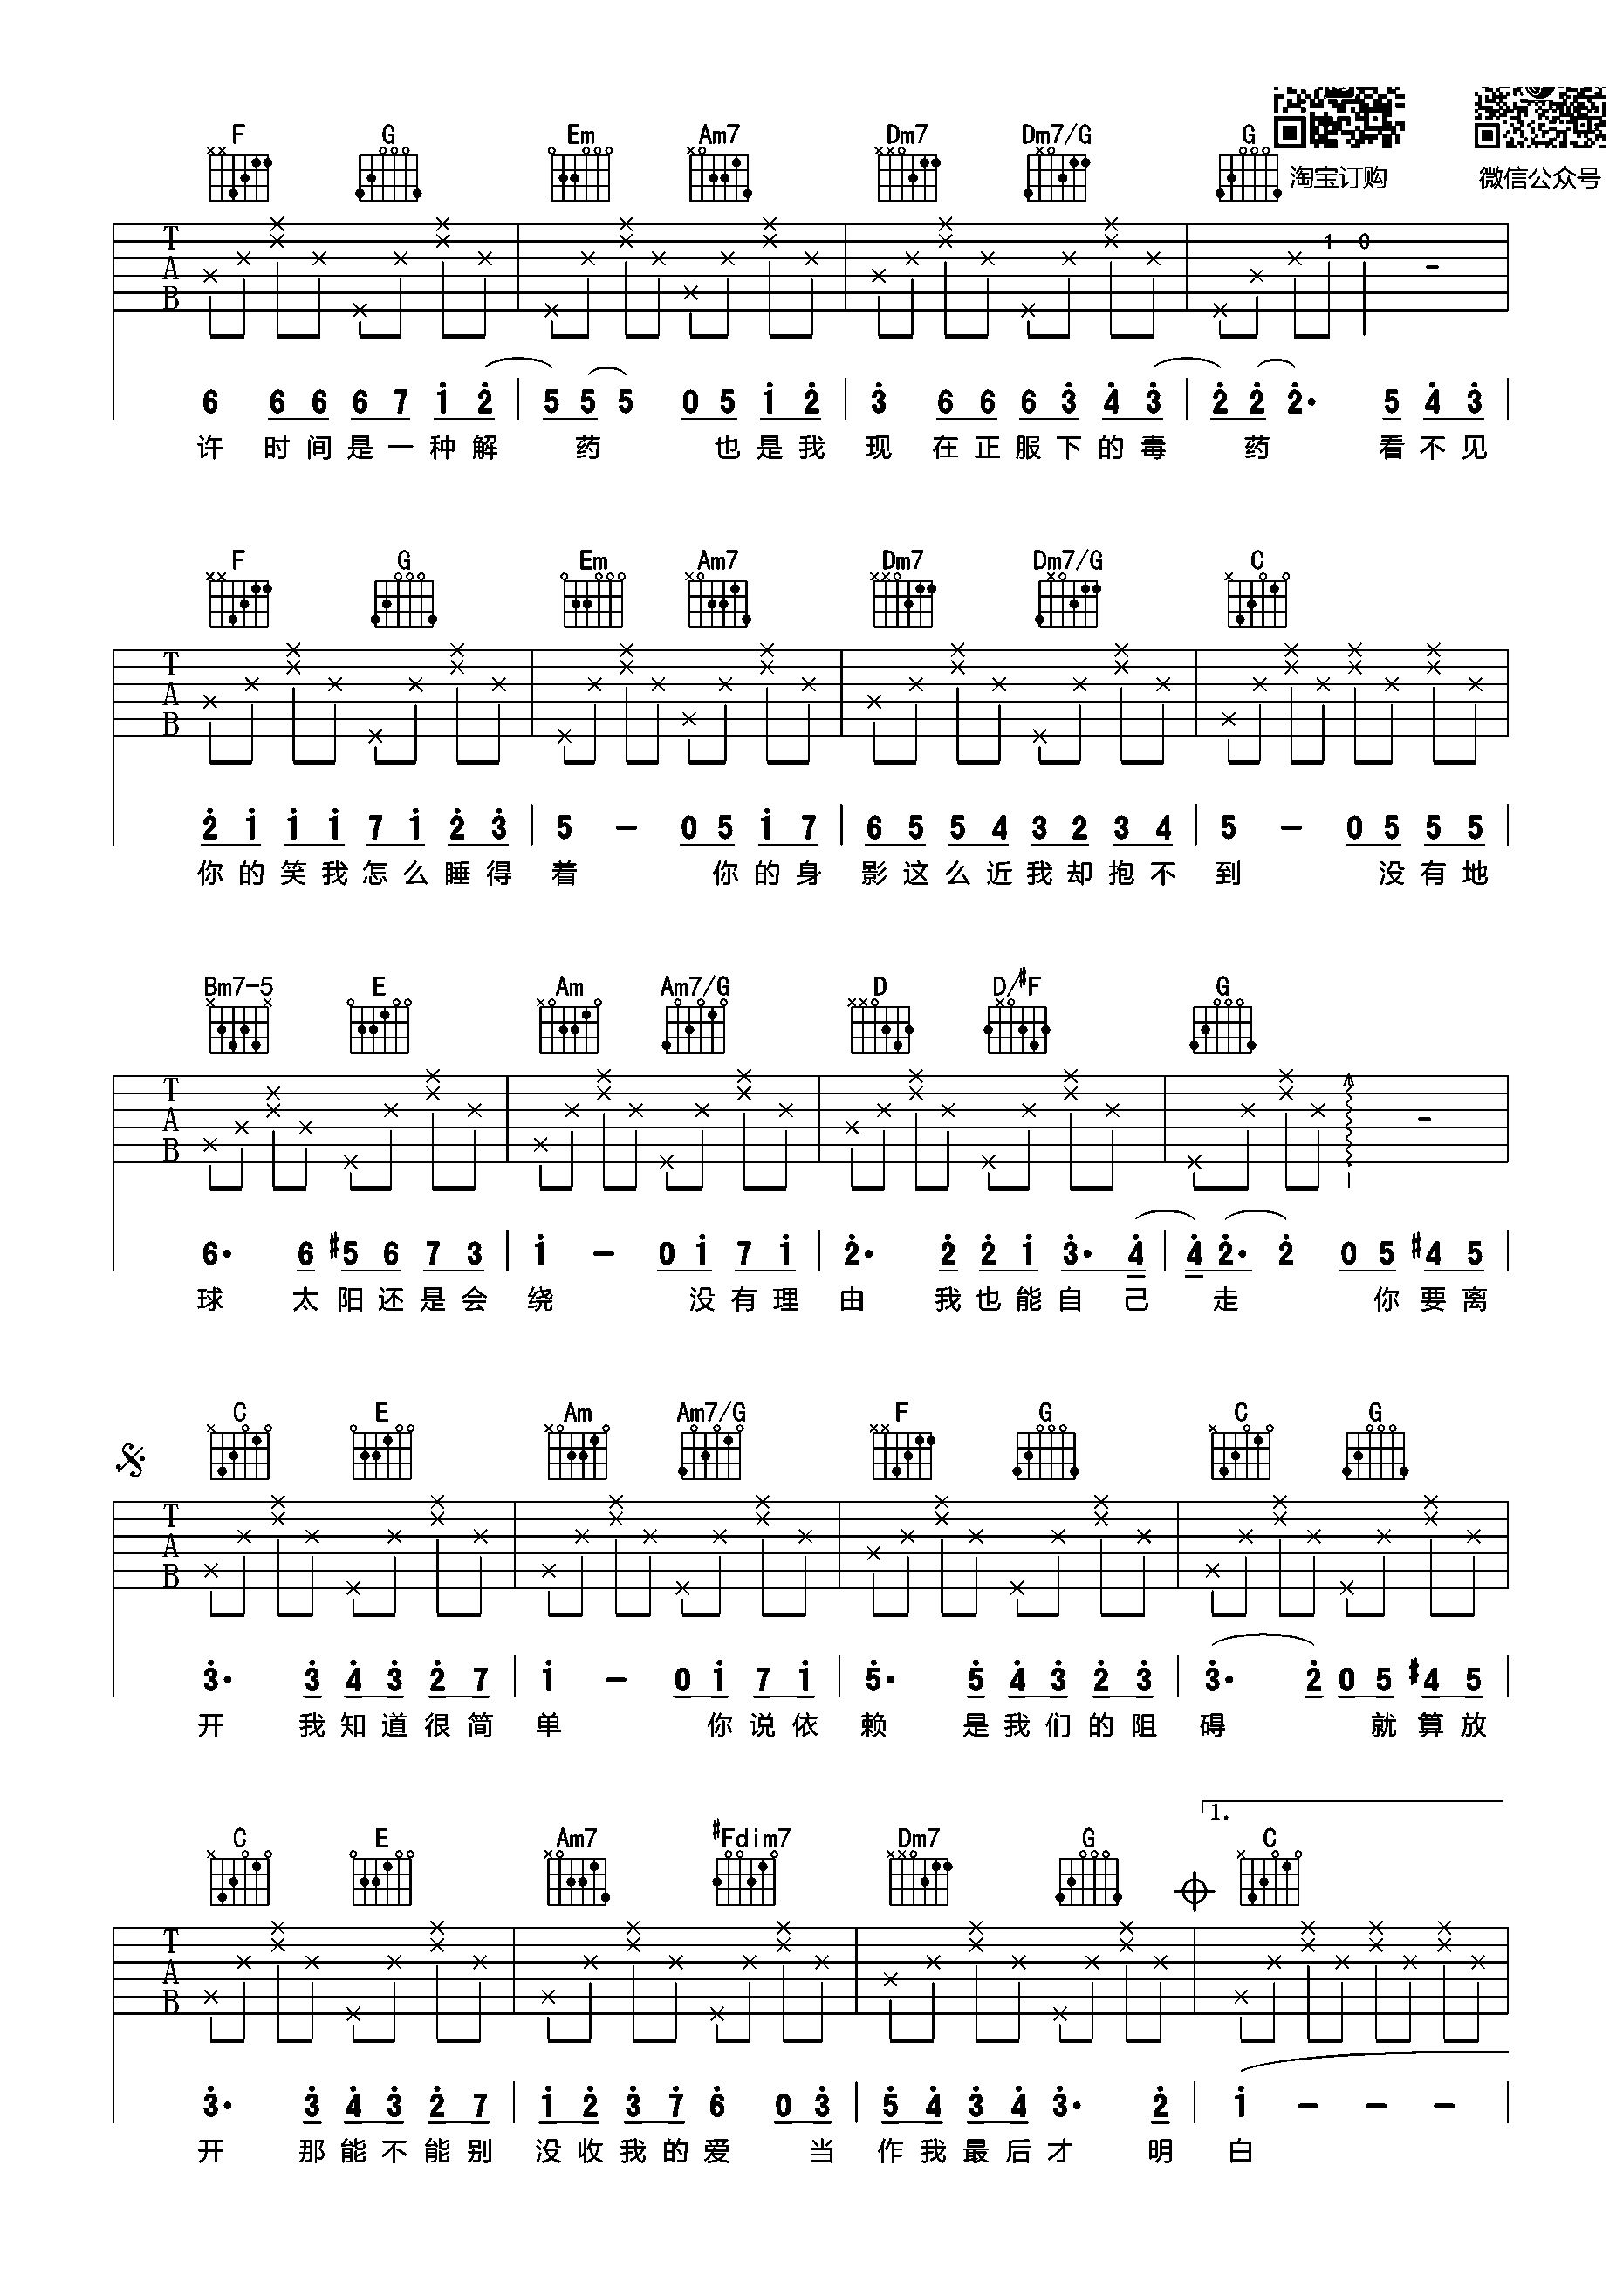 F G Em Am7 Dm7 Dm7/G G
淘宝订购 微信公众号
T
A 1 0
B
6 6 6 6 7 1 2 | 5 5 5 0 5 1 2 | 3 6 6 6 3 4 3 | 2 2 2· 5 4 3 |
许 时间是一种解 药 也是我 现 在正服下的毒 药 看不见
F G Em Am7 Dm7 Dm7/G C
T
A
B
2 1 1 1 7 1 2 3 | 5 - 0 5 1 7 | 6 5 5 4 3 2 3 4 | 5 - 0 5 5 5 |
你的笑我怎么睡得 着 你的身 影这么近我却抱不 到 没有地
Bm7-5 E Am Am7/G D D/#F G
T
A
B
6· 6 #5 6 7 3 | 1 - 0 1 7 1 | 2· 2 2 1 3· 4 | 4 2· 2 0 5 #4 5 |
球 太阳还是会 绕 没有理 由 我也能自 己 走 你要离
C E Am Am7/G F G C G
T
A
B
3· 3 4 3 2 7 | 1 - 0 1 7 1 | 5· 5 4 3 2 3 | 3· 2 0 5 #4 5 |
开 我知道很简 单 你说依 赖 是我们的阻 碍 就算放
1.
C E Am7 #Fdim7 Dm7 G C
T
A
B
3· 3 4 3 2 7 | 1 2 3 7 6 0 3 | 5 4 3 4 3· 2 | 1 - - - |
开 那能不能别 没收我的爱 当 作我最后才 明 白